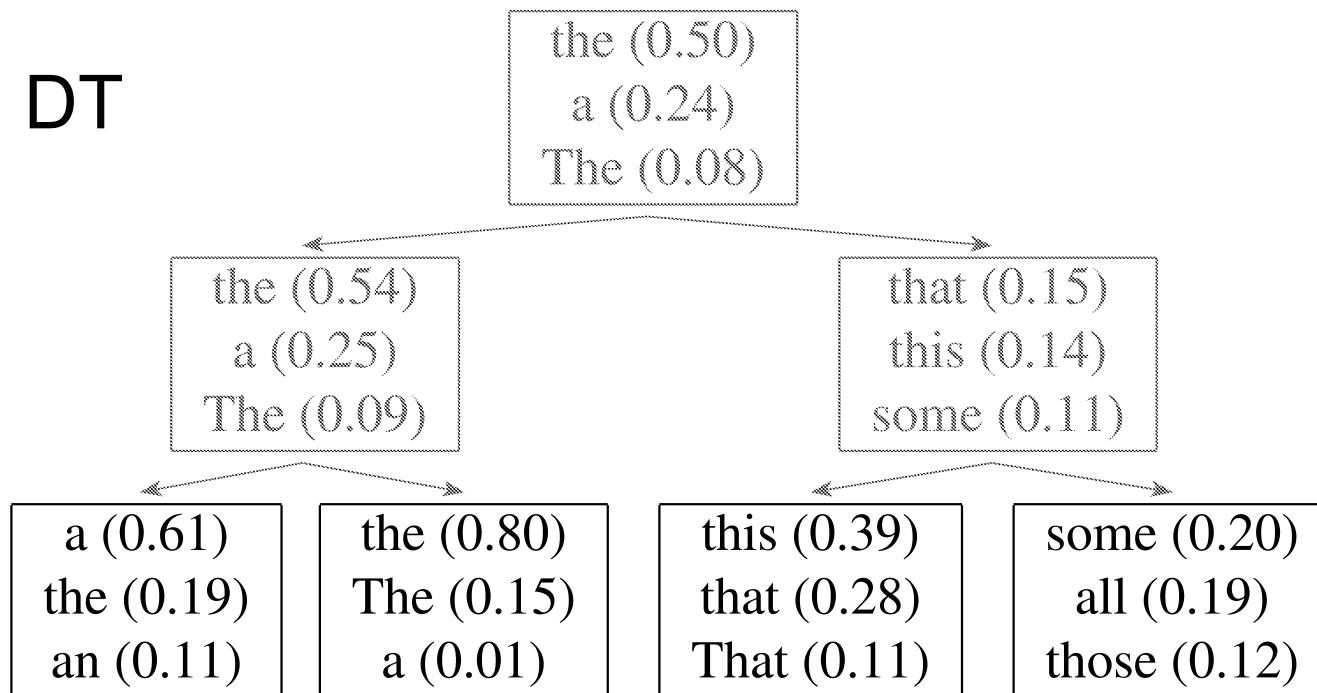 DT
the (0.50)
a (0.24)
The (0.08)
the (0.54)
a (0.25)
The (0.09)
that (0.15)
this (0.14)
some (0.11)
a (0.61)
the (0.19)
an (0.11)
the (0.80)
The (0.15)
a (0.01)
this (0.39)
that (0.28)
That (0.11)
some (0.20)
all (0.19)
those (0.12)